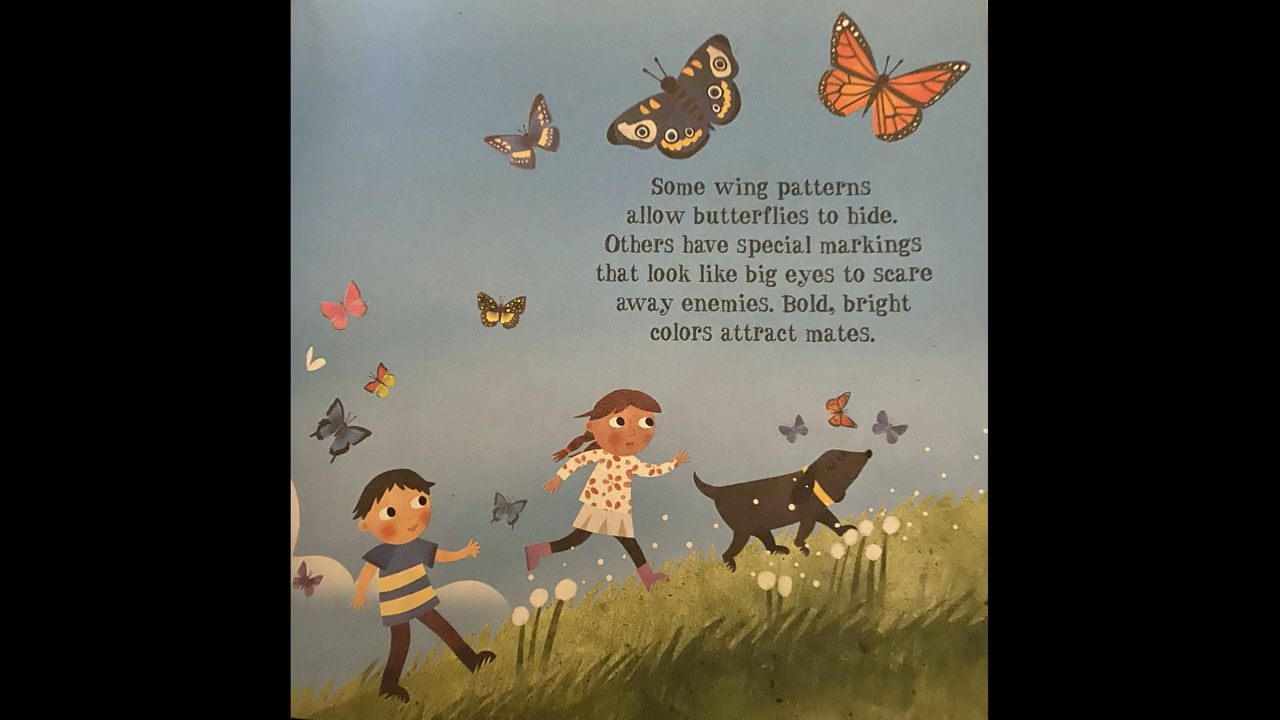 Some wing patterns
allow butterflies to hide.
Others have special markings
that look like big eyes to scare
away enemies. Bold, bright
colors attract mates.